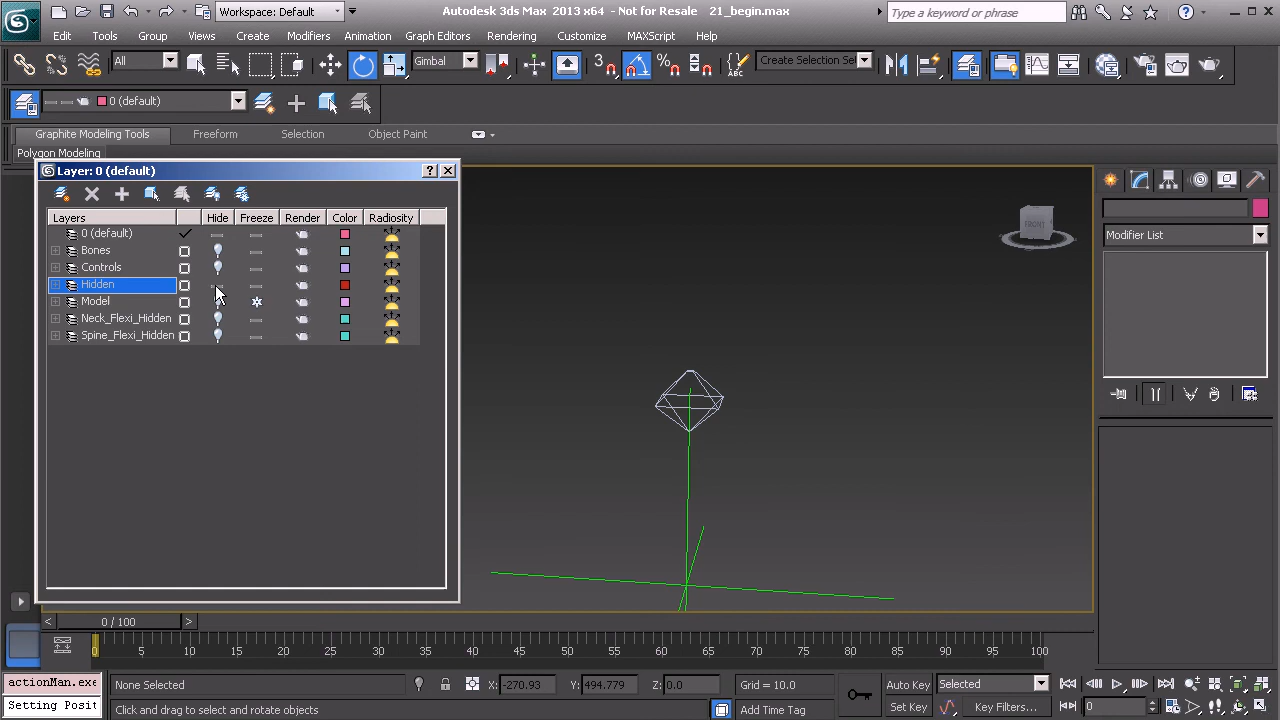 Workspace: Default
Autodesk 3ds Max 2013 x64 - Not for Resale 21_begin.max
Type a keyword or phrase
Edit Tools Group Views Create Modifiers Animation Graph Editors Rendering Customize MAXScript Help
All Gimbal 3 Create Selection Se
0 (default)
Graphite Modeling Tools Freeform Selection Object Paint
Polygon Modeling
Layer: 0 (default)
Layers Hide Freeze Render Color Radiosity
0 (default)
Bones
Controls
Hidden
Model
Neck_Flexi_Hidden
Spine_Flexi_Hidden
FRONT
Modifier List
0 / 100
0 5 10 15 20 25 30 35 40 45 50 55 60 65 70 75 80 85 90 95 100
actionMan.exe
None Selected X: -270.93 Y: 494.779 Z: 0.0 Grid = 10.0 Auto Key Selected
Setting Posit
Click and drag to select and rotate objects Add Time Tag Set Key Key Filters... 0